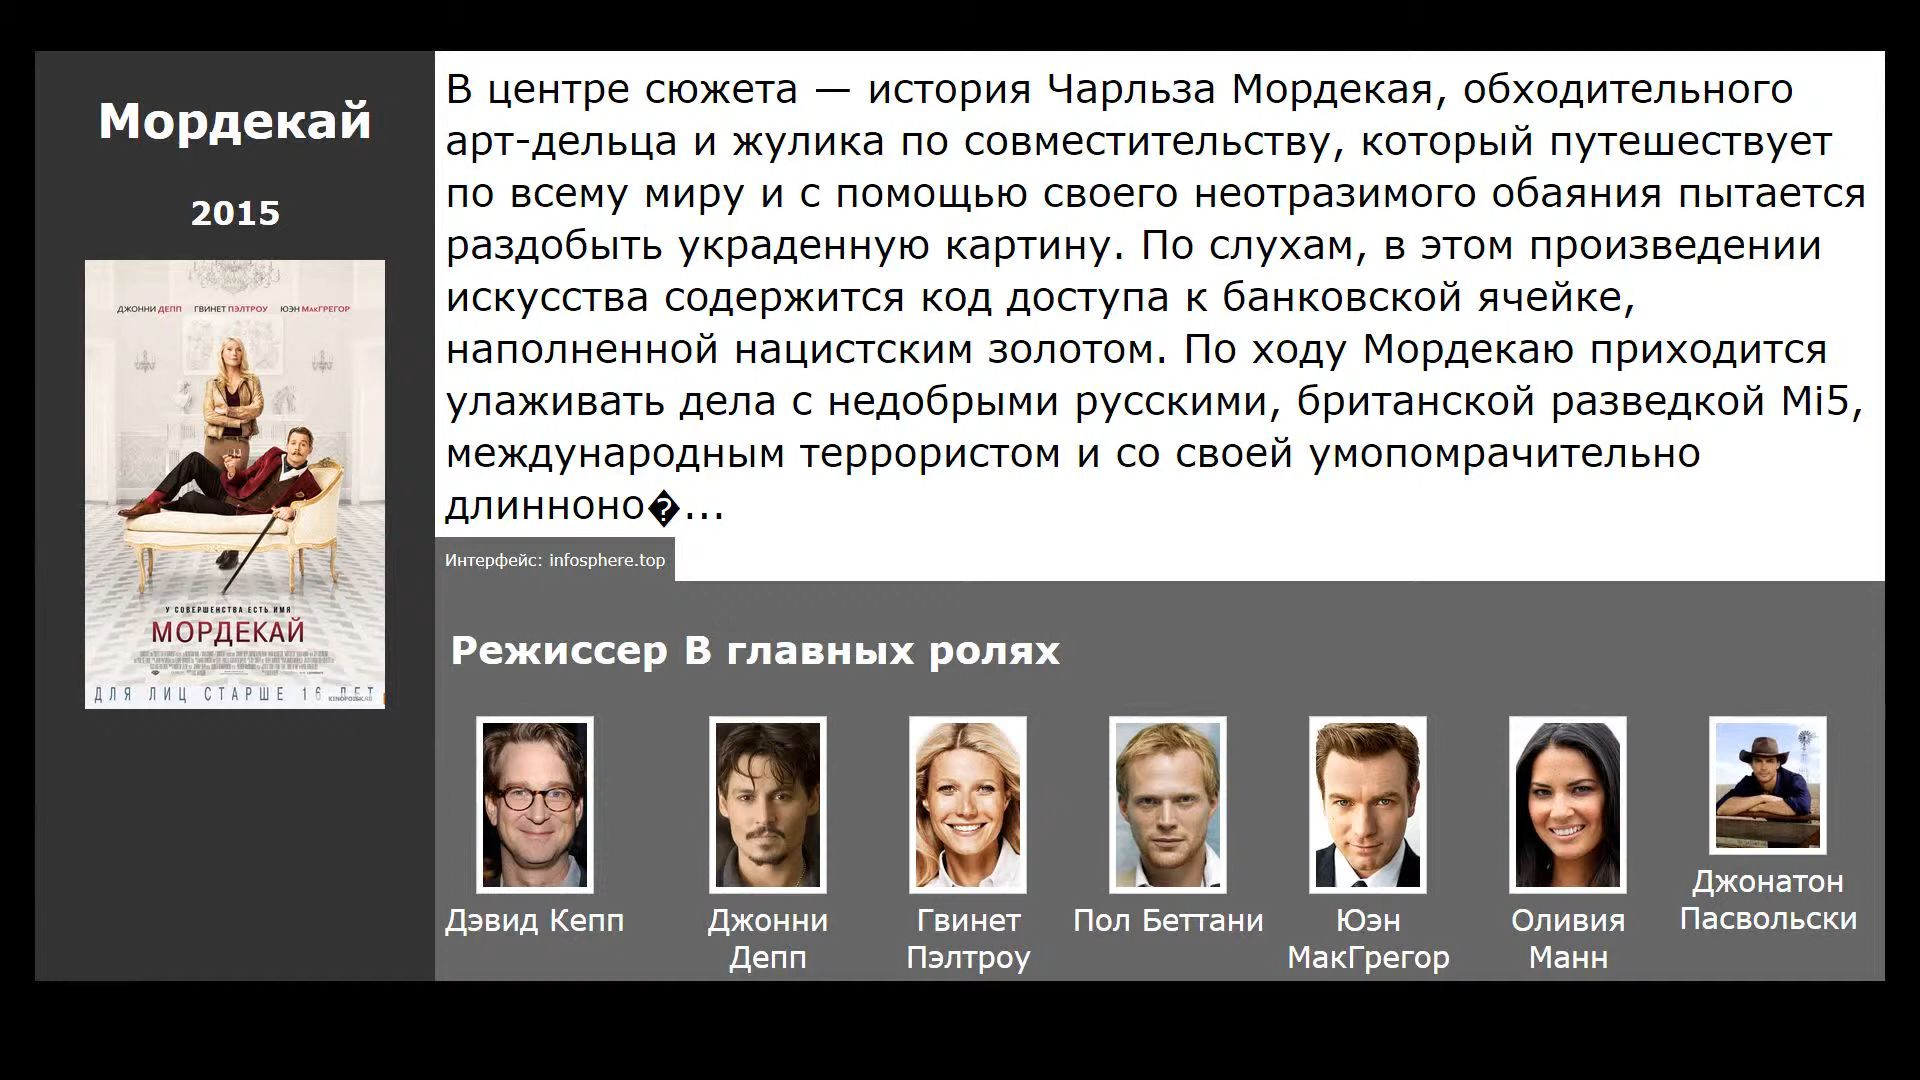 Мордекай
2015
ДЖОННИ ДЕПП ГВИНЕТ ПЭЛТРОУ ЮЭН МАКГРЕГОР
У СОВЕРШЕНСТВА ЕСТЬ ИМЯ
МОРДЕКАЙ
ДЛЯ ЛИЦ СТАРШЕ 16 ЛЕТ
В центре сюжета — история Чарльза Мордекая, обходительного
арт-дельца и жулика по совместительству, который путешествует
по всему миру и с помощью своего неотразимого обаяния пытается
раздобыть украденную картину. По слухам, в этом произведении
искусства содержится код доступа к банковской ячейке,
наполненной нацистским золотом. По ходу Мордекаю приходится
улаживать дела с недобрыми русскими, британской разведкой Mi5,
международным террористом и со своей умопомрачительно
длинноно�...
Интерфейс: infosphere.top
Режиссер В главных ролях
Дэвид Кепп
Джонни
Депп
Гвинет
Пэлтроу
Пол Беттани
Юэн
МакГрегор
Оливия
Манн
Джонатон
Пасвольски